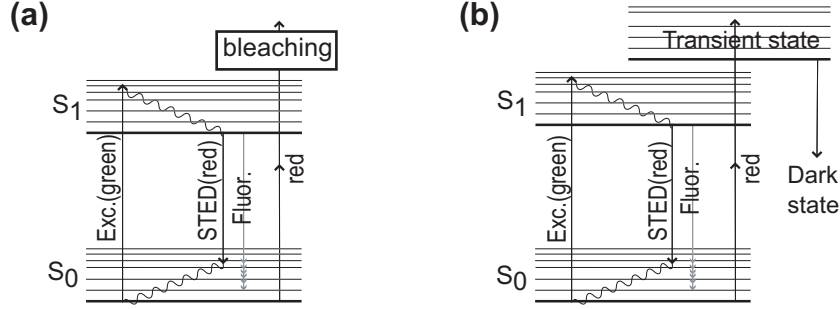 (a)
bleaching
S1
Exc.(green)
STED(red)
Fluor.
red
S0
(b)
Transient state
S1
Exc.(green)
STED(red)
Fluor.
red
Dark
state
S0